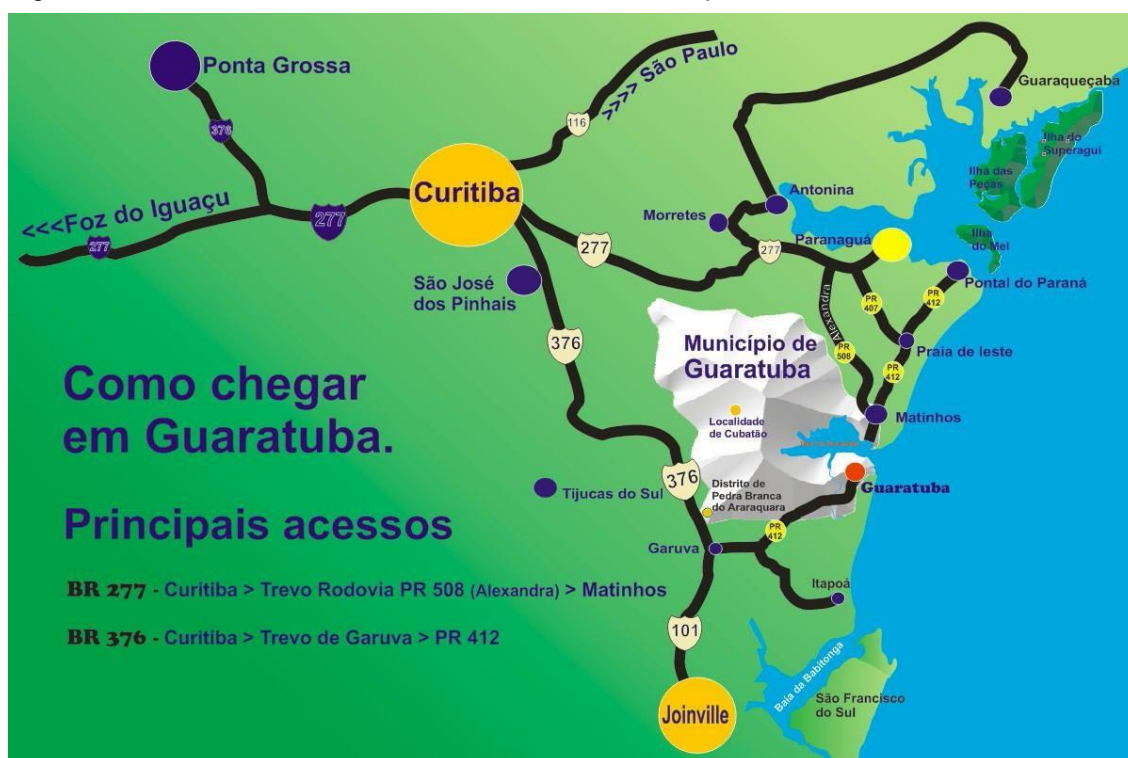 Ponta Grossa
376
<<<Foz do Iguaçu
277
277
Curitiba
116
>>>> São Paulo
Guaraqueçaba
Ilha do
Superagui
Ilha das
Peças
Antonina
Morretes
277
277
Paranaguá
Ilha
do Mel
Pontal do Paraná
São José
dos Pinhais
376
Alexandra
PR
508
PR
407
PR
412
Praia de leste
PR
412
Matinhos
Município de
Guaratuba
Localidade
de Cubatão
Guaratuba
Como chegar
em Guaratuba.
376
Tijucas do Sul
Distrito de
Pedra Branca
do Araraquara
PR
412
Garuva
Itapoá
Principais acessos
BR 277 - Curitiba > Trevo Rodovia PR 508 (Alexandra) > Matinhos
BR 376 - Curitiba > Trevo de Garuva > PR 412
101
Joinville
Baía da Babitonga
São Francisco
do Sul